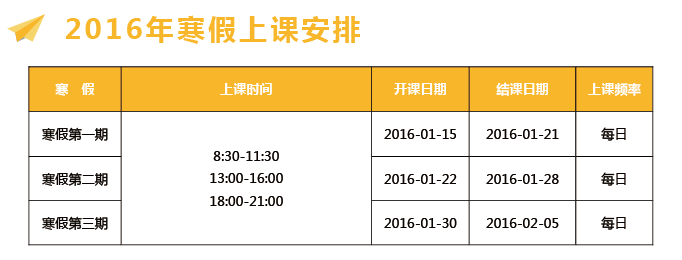 2016年寒假上课安排
寒 假 上课时间 开课日期 结课日期 上课频率
寒假第一期 2016-01-15 2016-01-21 每日
8:30-11:30
寒假第二期 13:00-16:00 2016-01-22 2016-01-28 每日
18:00-21:00
寒假第三期 2016-01-30 2016-02-05 每日